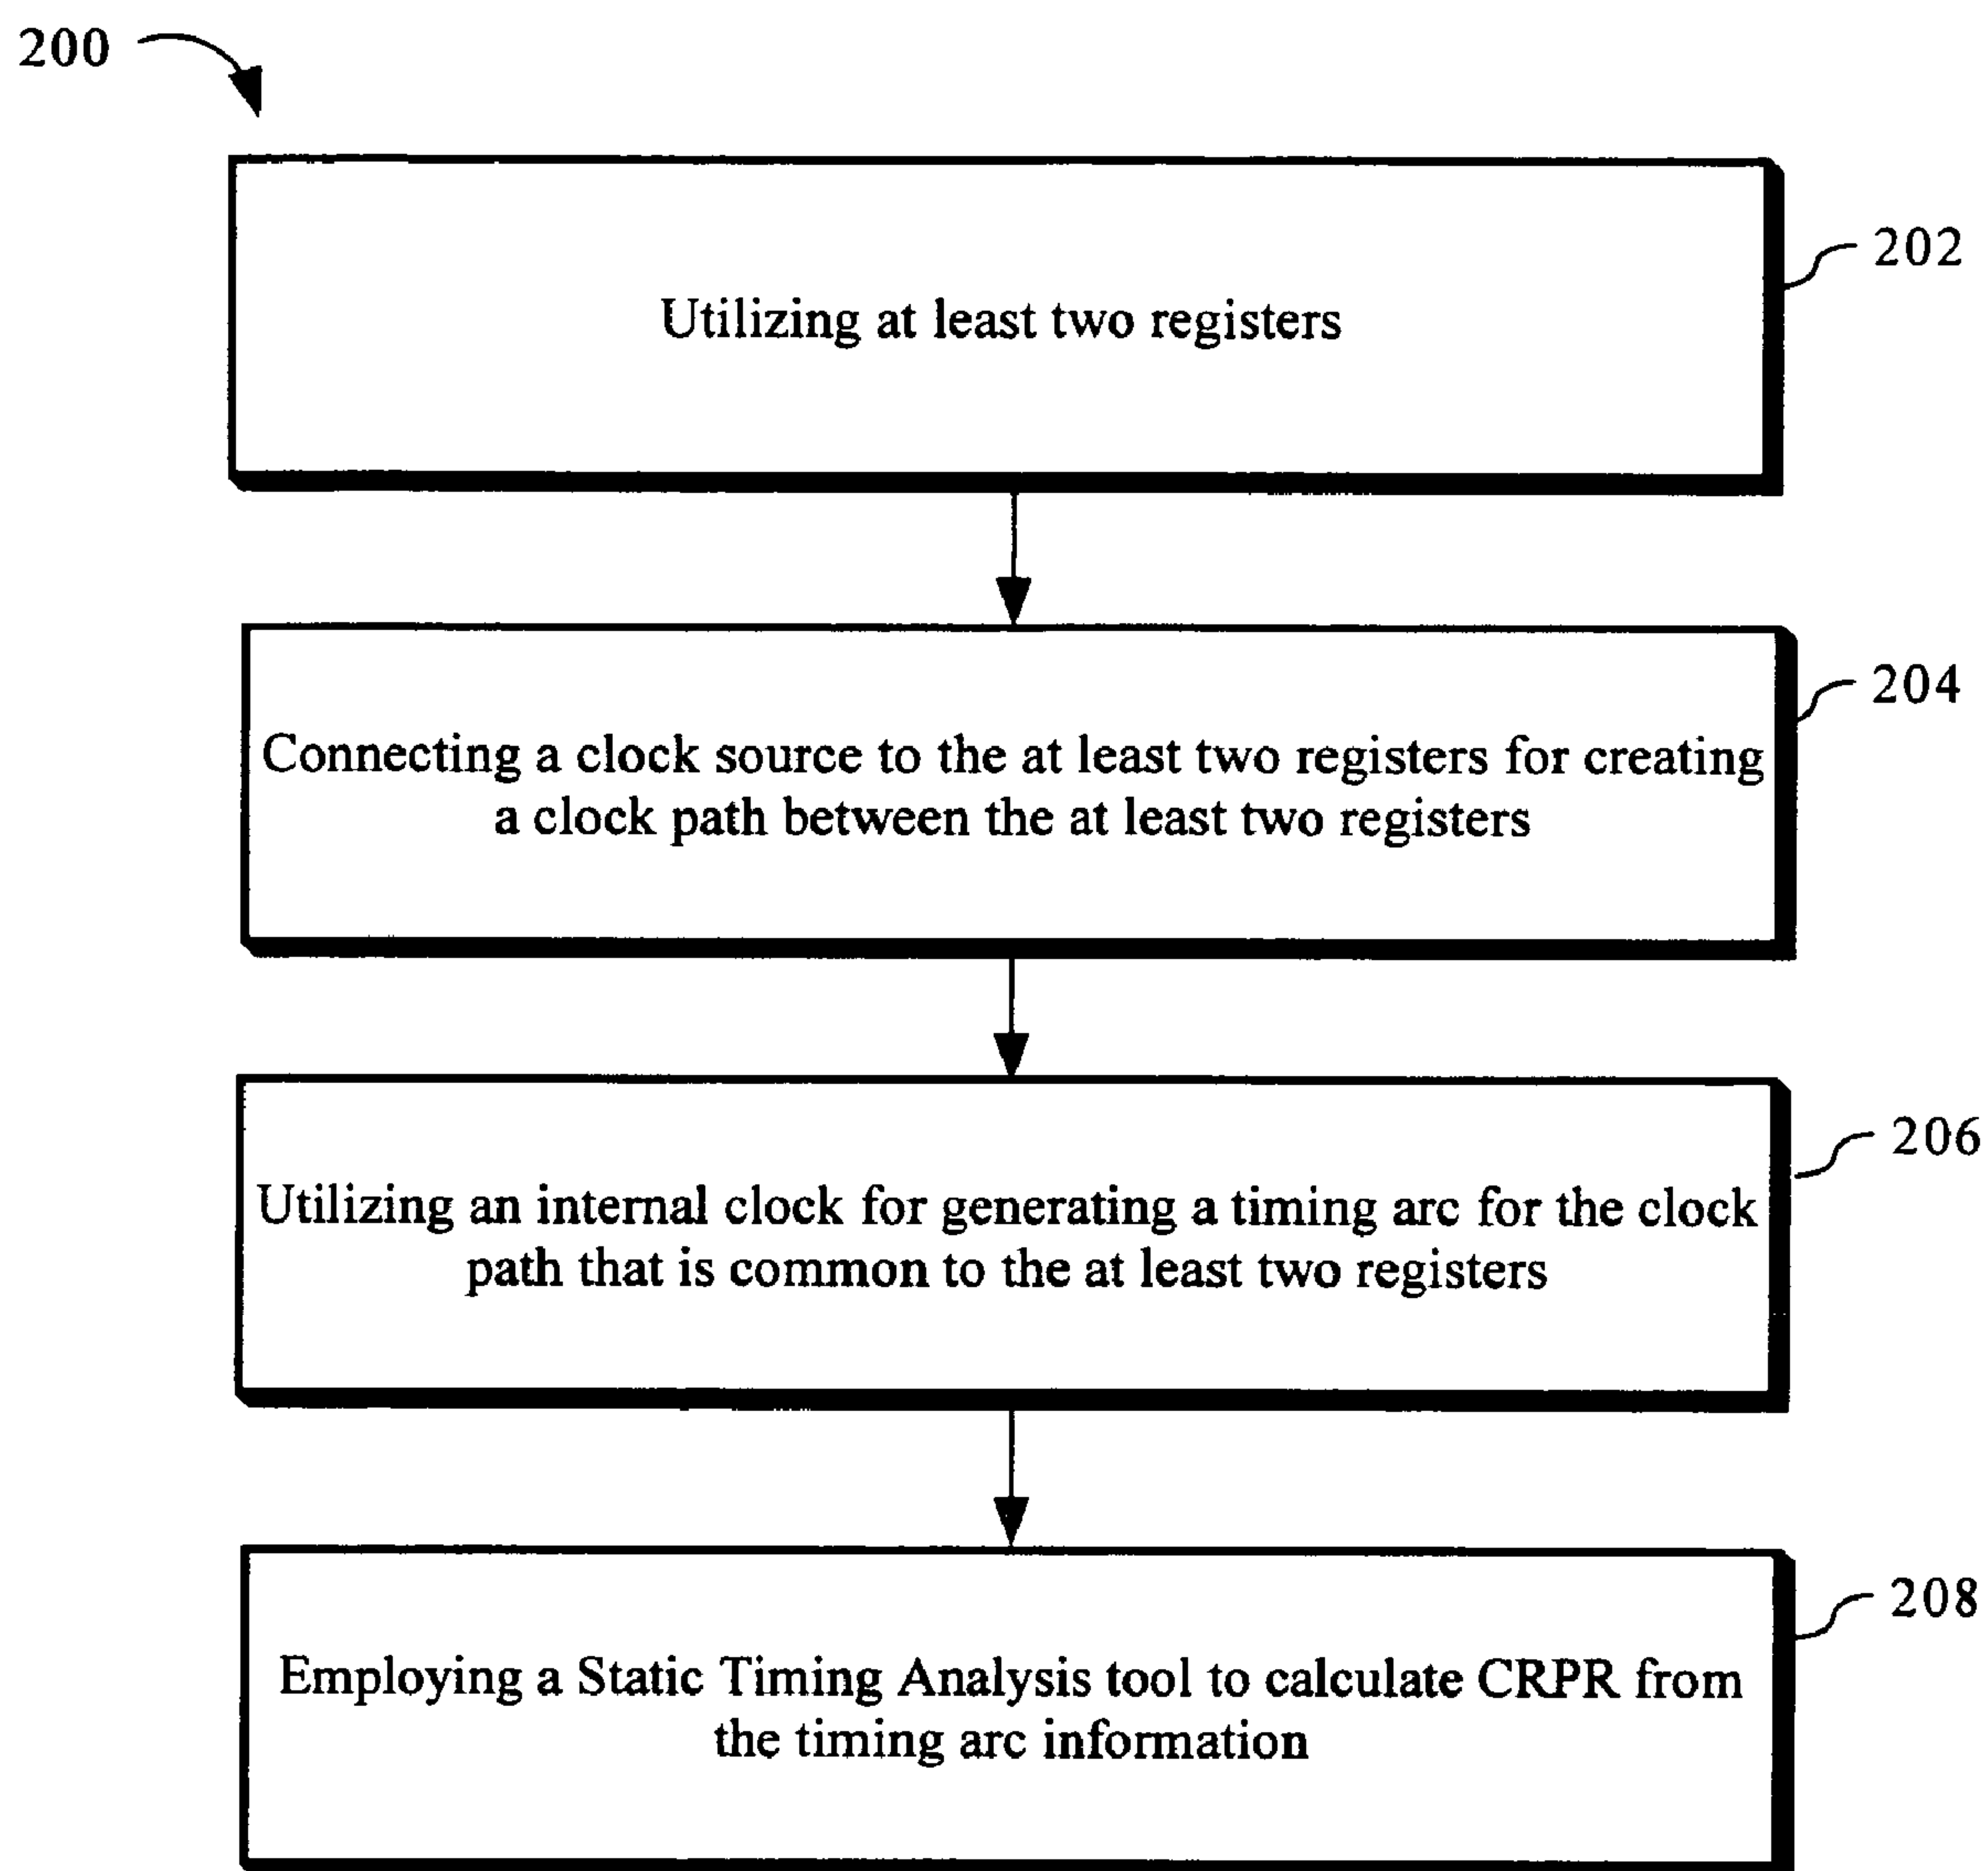 200
Utilizing at least two registers
202
Connecting a clock source to the at least two registers for creating
a clock path between the at least two registers
204
Utilizing an internal clock for generating a timing arc for the clock
path that is common to the at least two registers
206
Employing a Static Timing Analysis tool to calculate CRPR from
the timing arc information
208